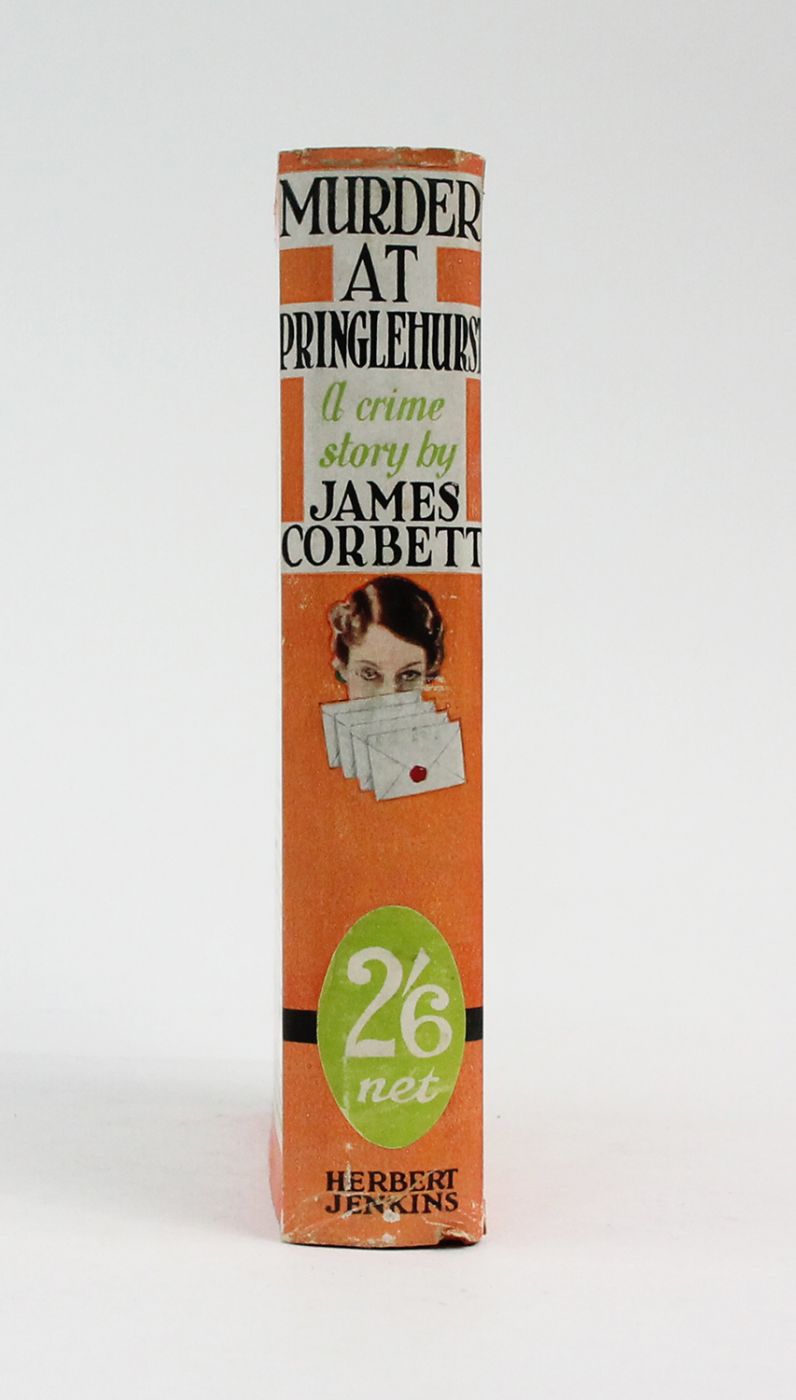 MURDER
AT
PRINGLEHURST
A crime
story by
JAMES
CORBETT
2'6
net
HERBERT
JENKINS